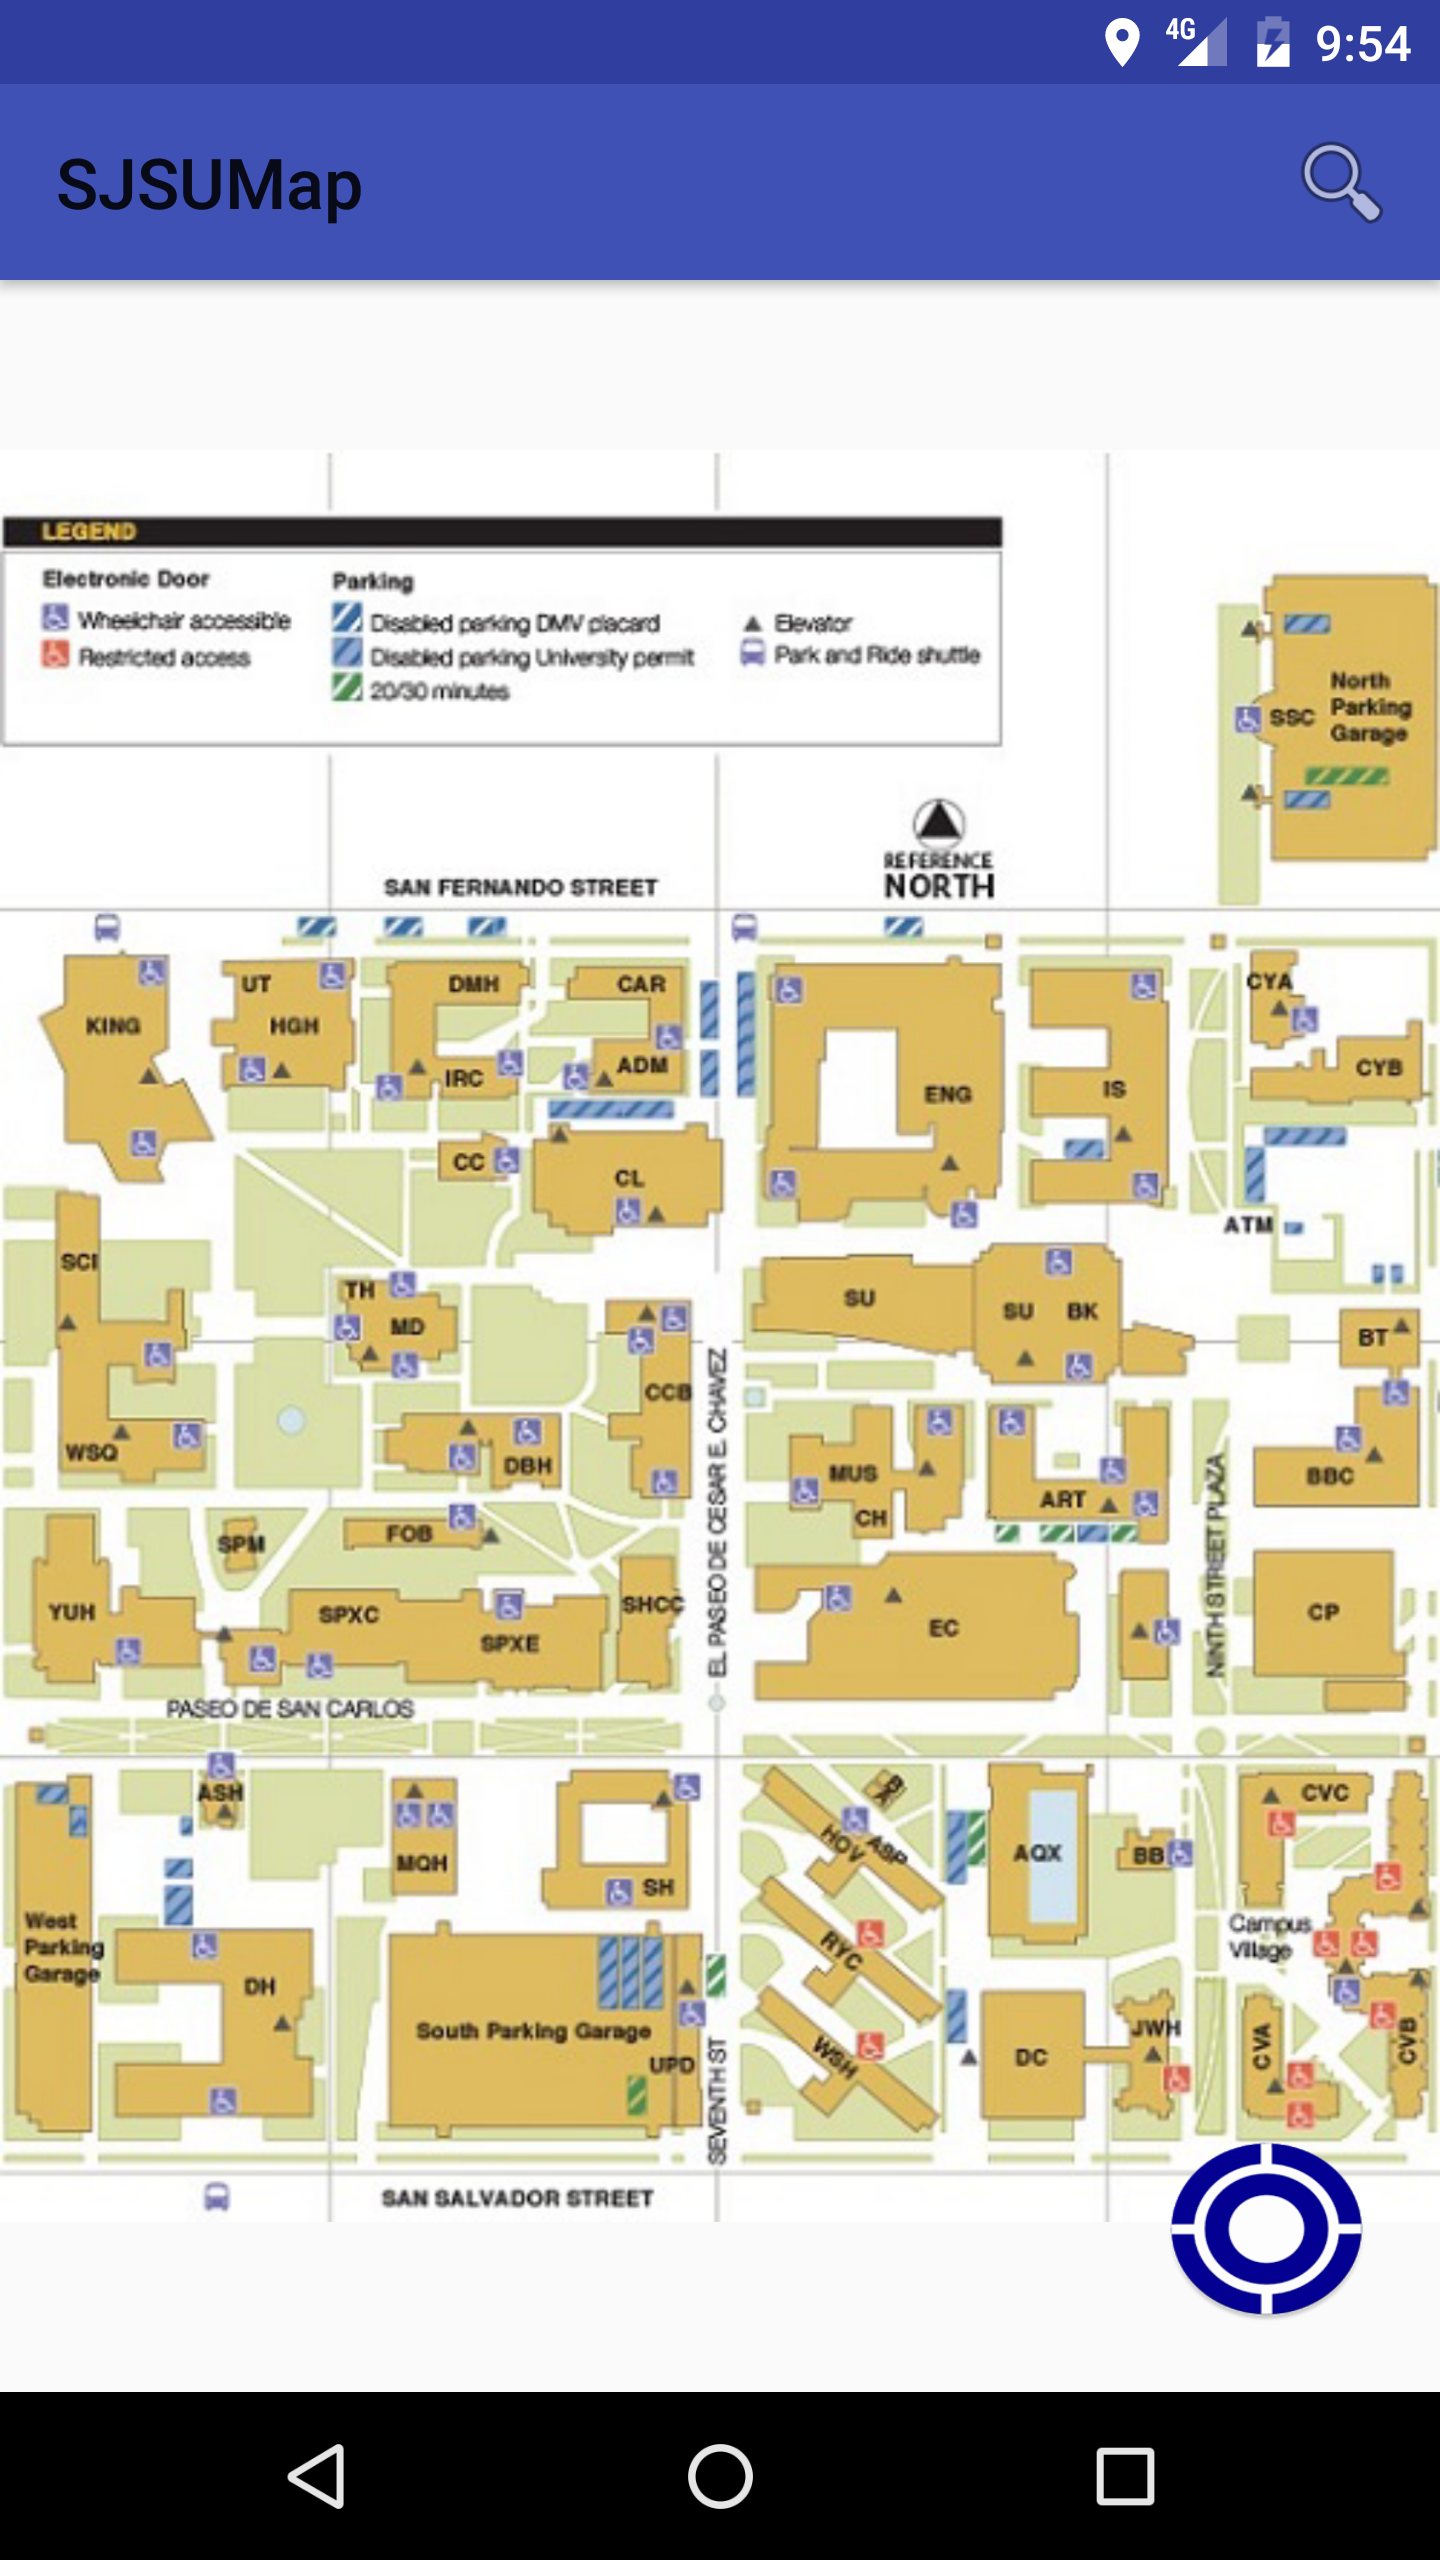 4G 9:54
SJSUMap
LEGEND
Electronic Door
Wheelchair accessible
Restricted access
Parking
Disabled parking DMV placard
Disabled parking University permit
20/30 minutes
Elevator
Park and Ride shuttle
North
Parking
Garage
SSC
REFERENCE
NORTH
SAN FERNANDO STREET
KING
UT
HGH
DMH
IRC
CAR
ADM
CC
CL
ENG
IS
CYA
CYB
ATM
SCI
TH
MD
CCB
SU
SU BK
BT
WSQ
DBH
MUS
CH
ART
BBC
EL PASEO DE CESAR E. CHAVEZ
NINTH STREET PLAZA
SPM
FOB
YUH
SPXC
SPXE
SHCC
EC
CP
PASEO DE SAN CARLOS
ASH
MQH
SH
BA
HOV
ASP
AQX
BB
CVC
West
Parking
Garage
DH
RYC
Campus
Village
South Parking Garage
UPD
SEVENTH ST
WSH
DC
JWH
CVA
CVB
SAN SALVADOR STREET